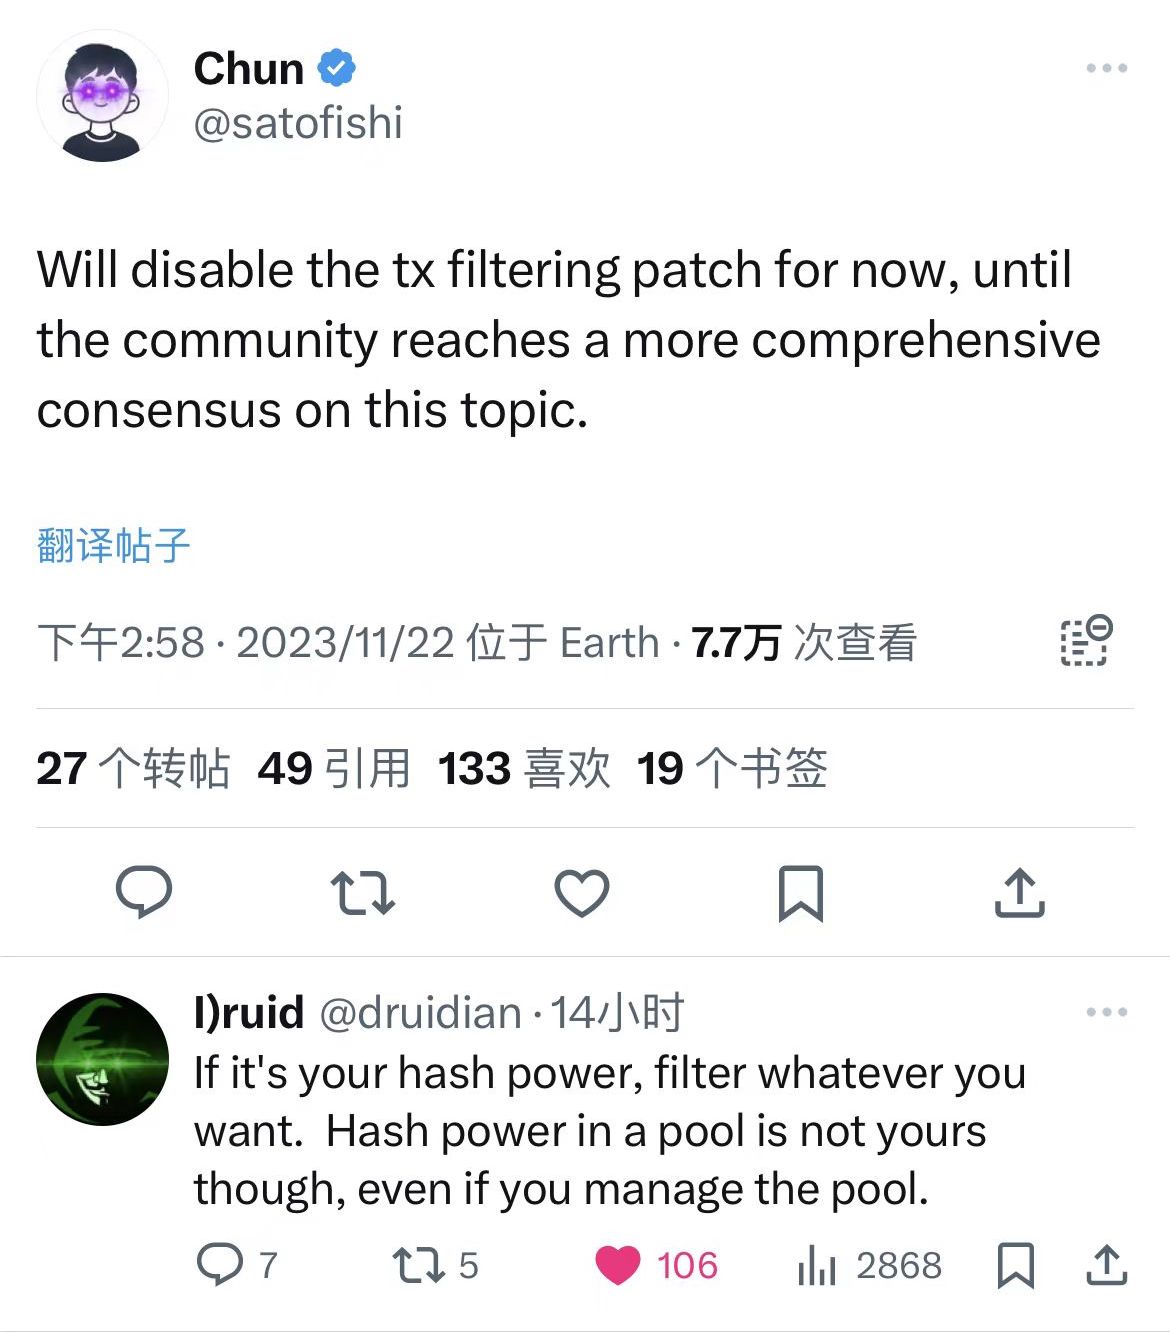 Chun
@satofishi
Will disable the tx filtering patch for now, until
the community reaches a more comprehensive
consensus on this topic.
翻译帖子
下午2:58 · 2023/11/22 位于 Earth · 7.7万 次查看
27 个转帖 49 引用 133 喜欢 19 个书签
I)ruid @druidian · 14小时
If it's your hash power, filter whatever you
want. Hash power in a pool is not yours
though, even if you manage the pool.
7 5 106 2868